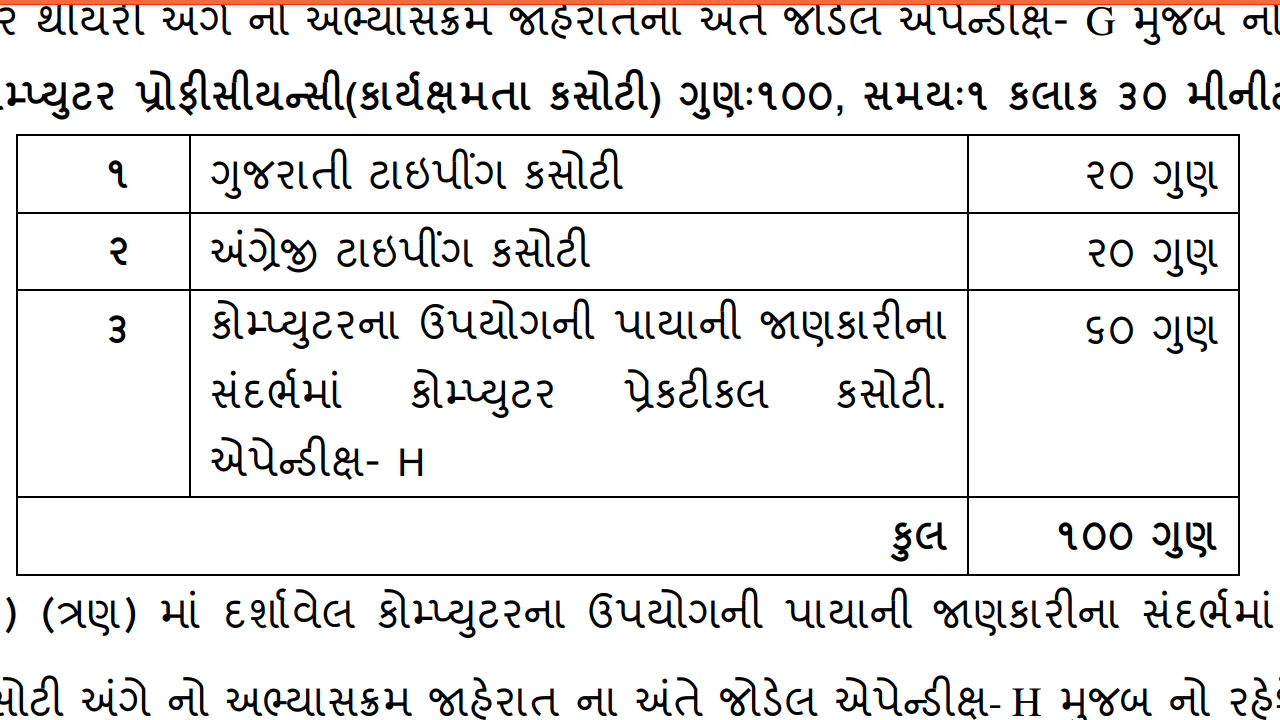 થીયરી અંગે નો અભ્યાસક્રમ જાહેરાતના અંતે જોડેલ એપેન્ડીક્ષ- G મુજબ
પ્રોફીસીયન્સી(કાર્યક્ષમતા કસોટી) ગુણઃ૧૦૦, સમયઃ૧ કલાક ૩૦
૧ ગુજરાતી ટાઇપીંગ કસોટી ૨૦ ગુણ
૨ અંગ્રેજી ટાઇપીંગ કસોટી ૨૦ ગુણ
૩ કોમ્પ્યુટરના ઉપયોગની પાયાની જાણકારીના ૬૦ ગુણ
સંદર્ભમાં કોમ્પ્યુટર પ્રેકટીકલ કસોટી.
એપેન્ડીક્ષ- H
કુલ ૧૦૦ ગુણ
) (ત્રણ) માં દર્શાવેલ કોમ્પ્યુટરના ઉપયોગની પાયાની જાણકારીના સંદર્ભમાં
અંગે નો અભ્યાસક્રમ જાહેરાત ના અંતે જોડેલ એપેન્ડીક્ષ- H મુજબ નો